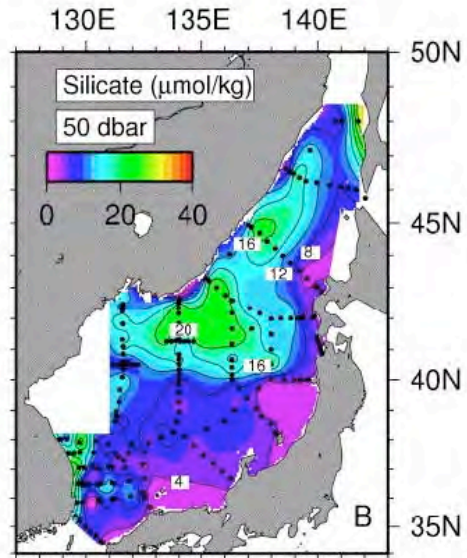 130E 135E 140E
50N
Silicate (μmol/kg)
50 dbar
0 20 40
45N
16
8
12
20
16
40N
4
B
35N